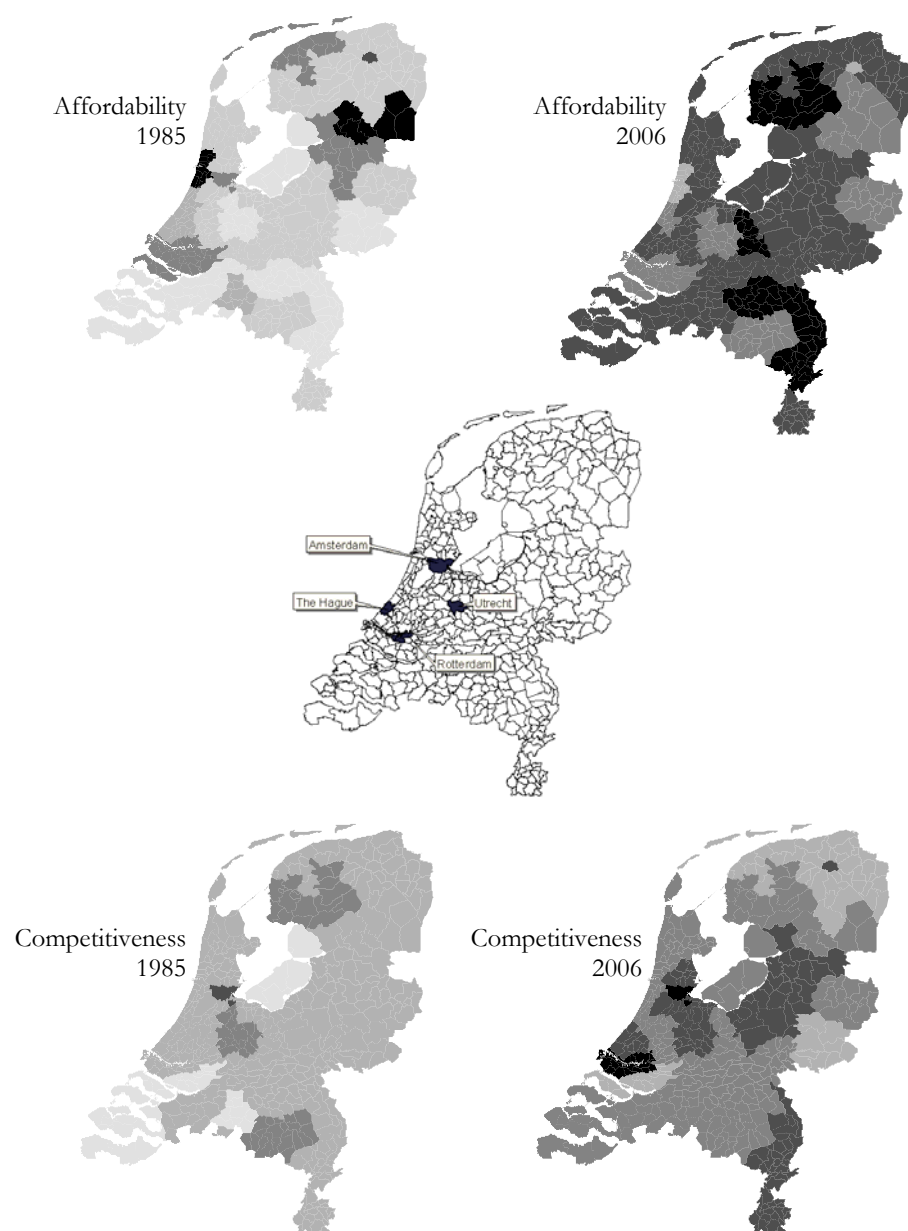 Affordability
1985
Affordability
2006
Amsterdam
The Hague
Utrecht
Rotterdam
Competitiveness
1985
Competitiveness
2006